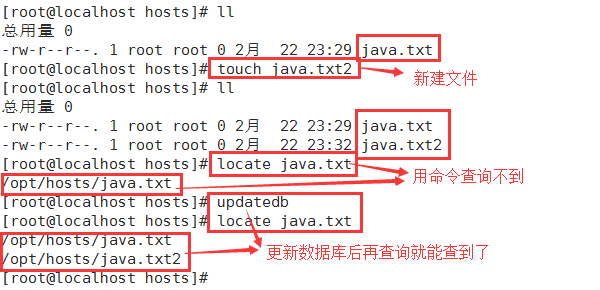 [root@localhost hosts]# ll
总用量 0
-rw-r--r--. 1 root root 0 2月  22 23:29 java.txt
[root@localhost hosts]# touch java.txt2
新建文件
[root@localhost hosts]# ll
总用量 0
-rw-r--r--. 1 root root 0 2月  22 23:29 java.txt
-rw-r--r--. 1 root root 0 2月  22 23:32 java.txt2
[root@localhost hosts]# locate java.txt
用命令查询不到
/opt/hosts/java.txt
[root@localhost hosts]# updatedb
[root@localhost hosts]# locate java.txt
/opt/hosts/java.txt
更新数据库后再查询就能查到了
/opt/hosts/java.txt2
[root@localhost hosts]#